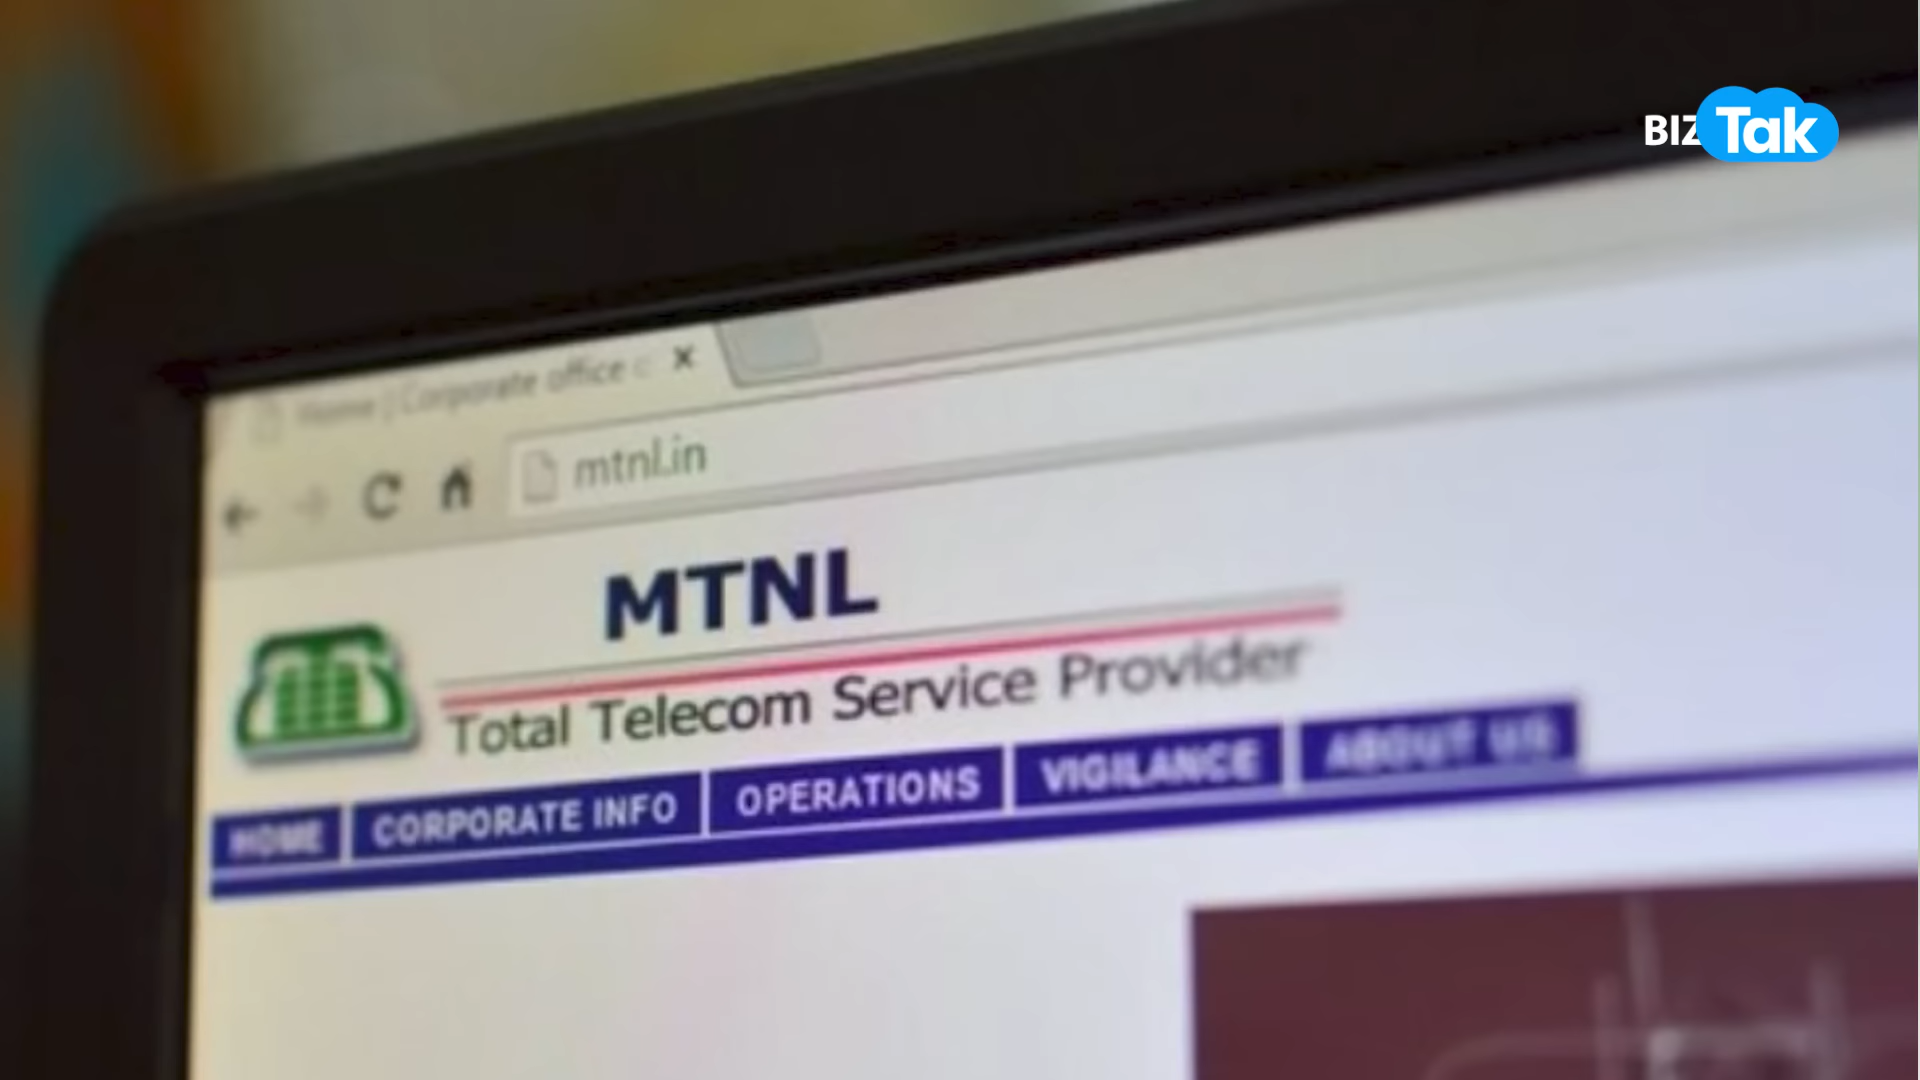 BIZ Tak
Home | Corporate office
mtnl.in
MTNL
Total Telecom Service Provider
HOME CORPORATE INFO OPERATIONS VIGILANCE ABOUT US